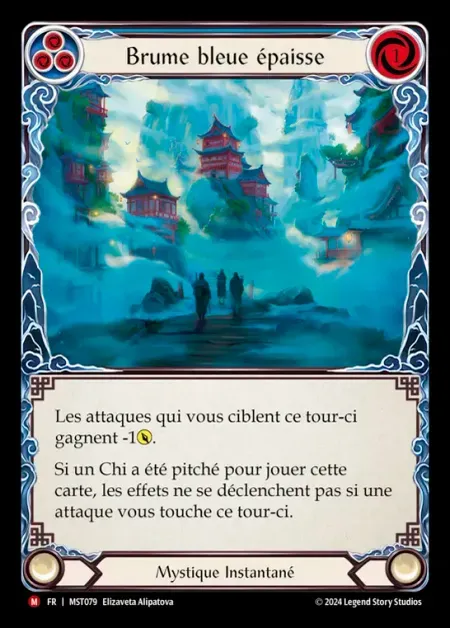 Brume bleue épaisse
1
Les attaques qui vous ciblent ce tour-ci
gagnent -1.
Si un Chi a été pitché pour jouer cette
carte, les effets ne se déclenchent pas si une
attaque vous touche ce tour-ci.
Mystique Instantané
M FR | MST079 Elizaveta Alipatova
© 2024 Legend Story Studios